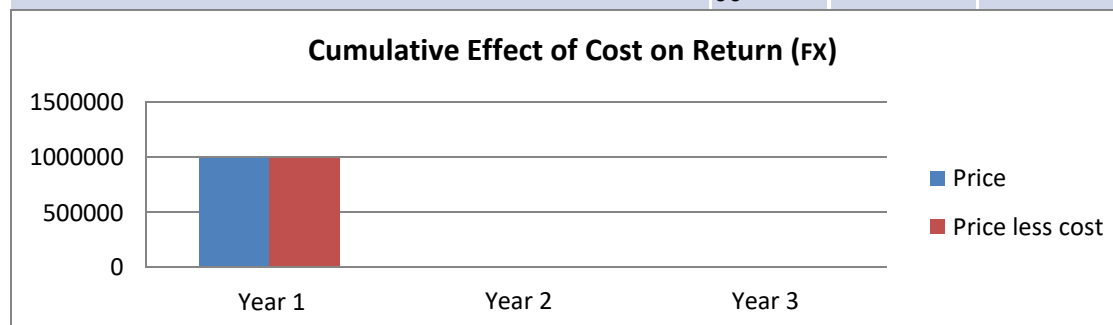 Cumulative Effect of Cost on Return (FX)
1500000
1000000
500000
0
Year 1 Year 2 Year 3
Price
Price less cost